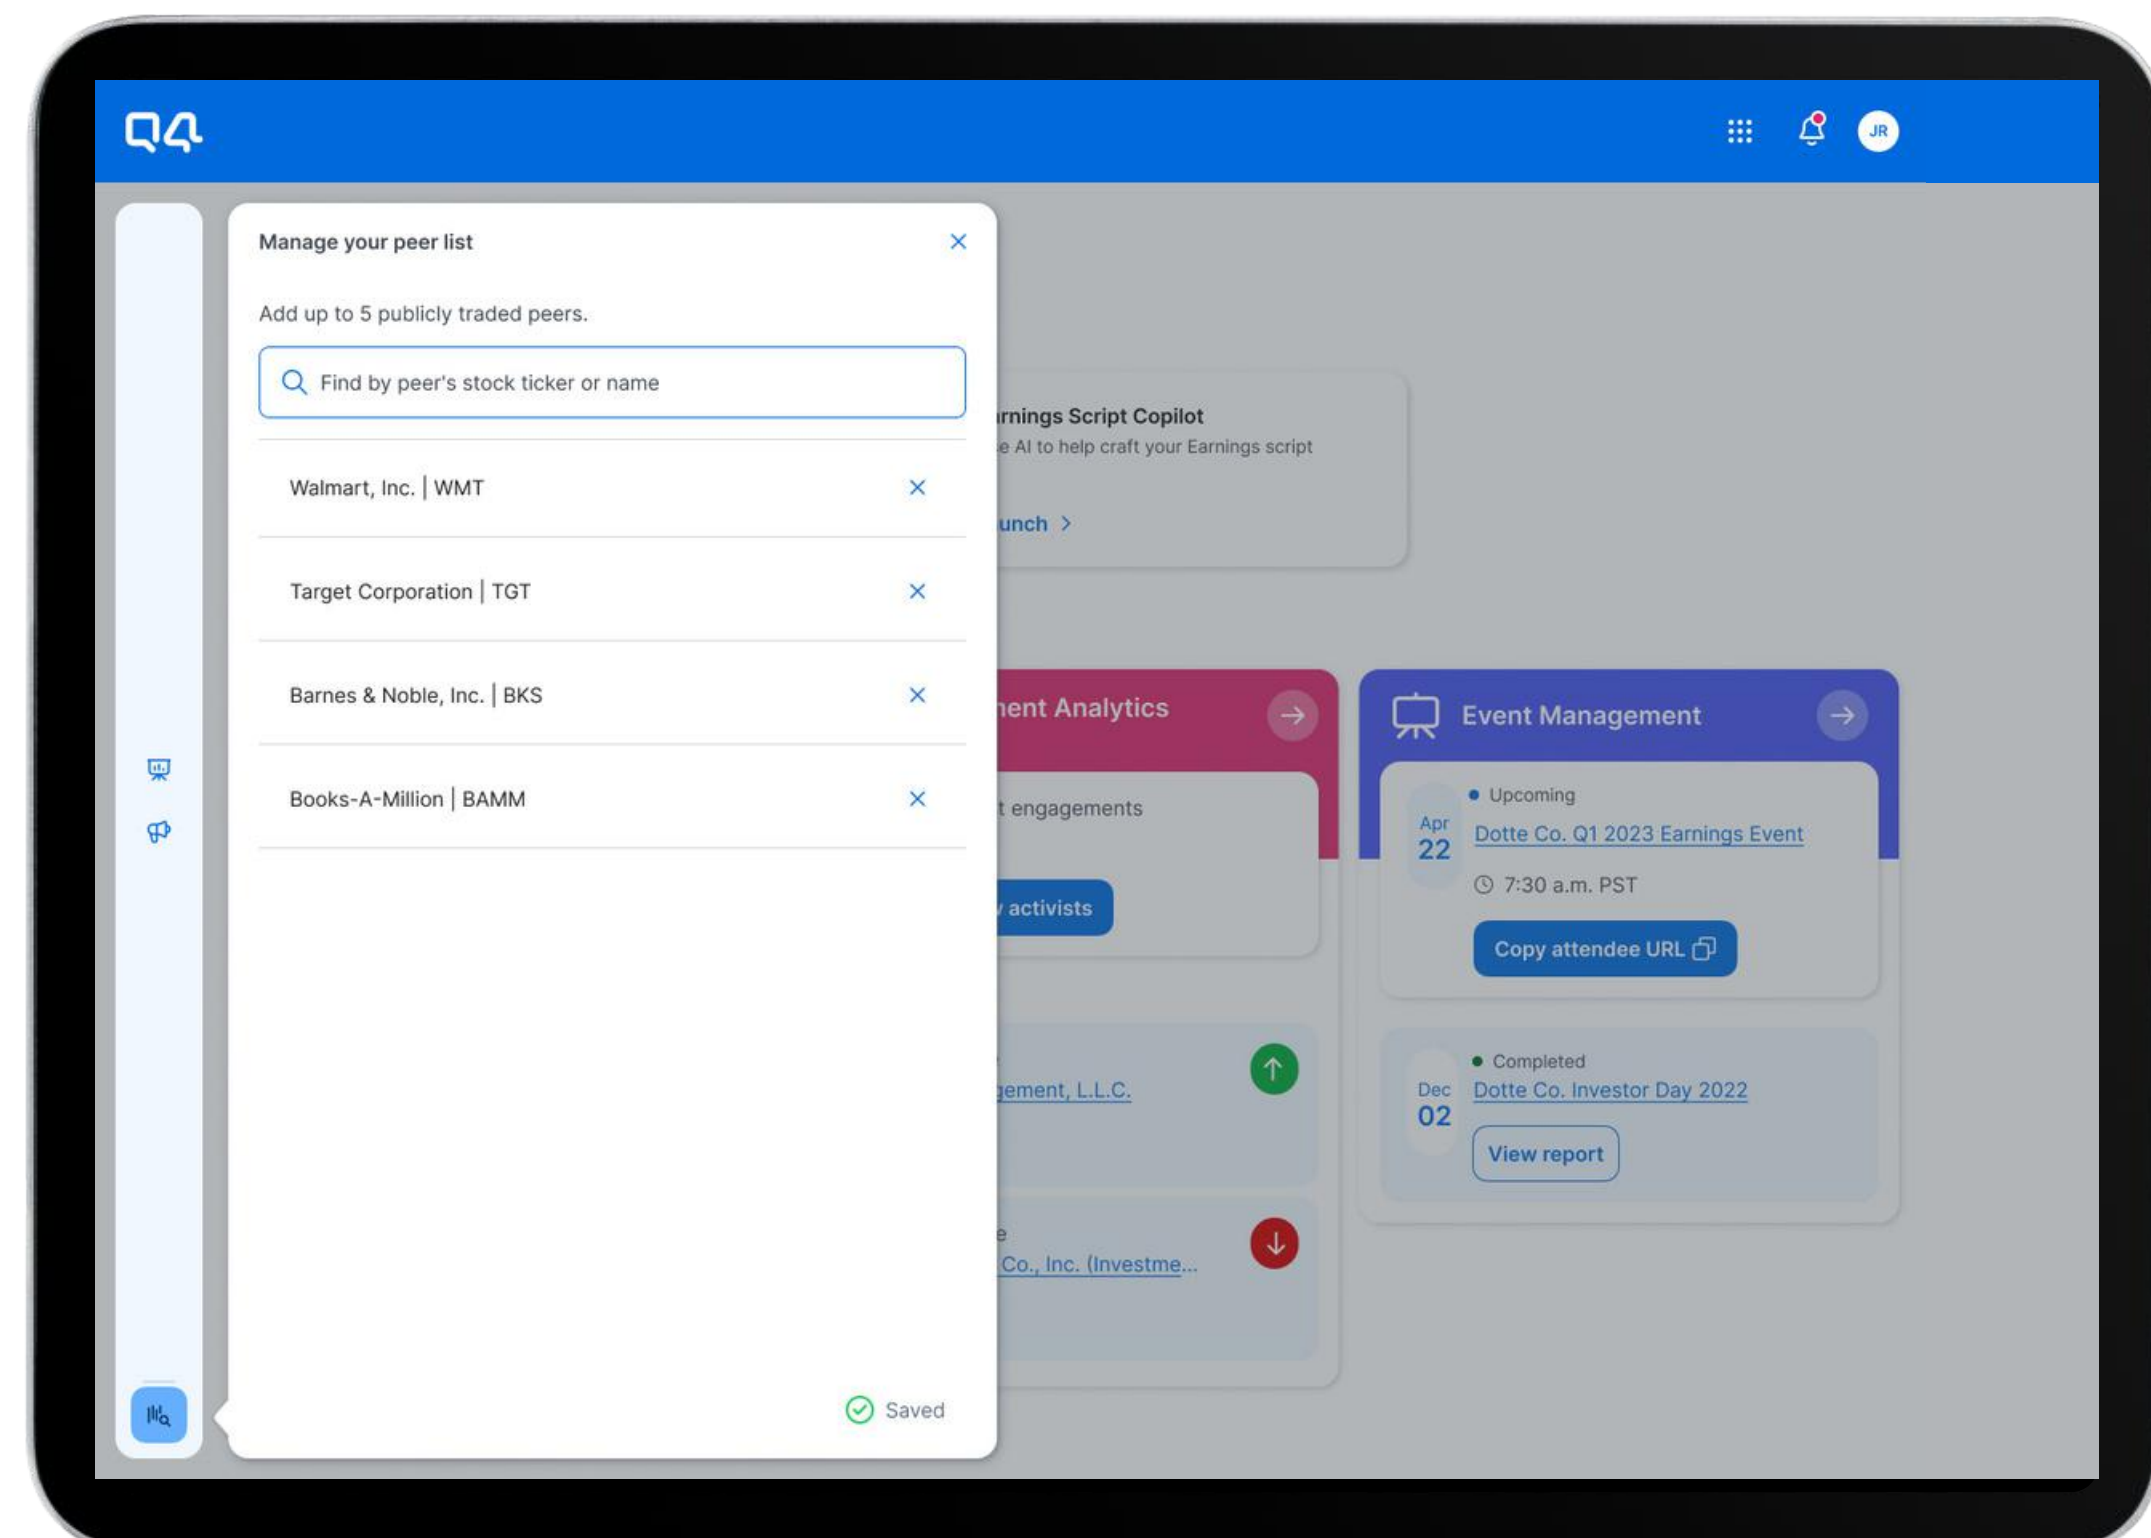 Q4
JR
Manage your peer list
Add up to 5 publicly traded peers.
Find by peer's stock ticker or name
Walmart, Inc. | WMT
Target Corporation | TGT
Barnes & Noble, Inc. | BKS
Books-A-Million | BAMM
Saved
rnings Script Copilot
e AI to help craft your Earnings script
unch
nent Analytics
t engagements
activists
gement, L.L.C.
e
Co., Inc. (Investme...
Event Management
Upcoming
Apr
22
Dotte Co. Q1 2023 Earnings Event
7:30 a.m. PST
Copy attendee URL
Completed
Dec
02
Dotte Co. Investor Day 2022
View report